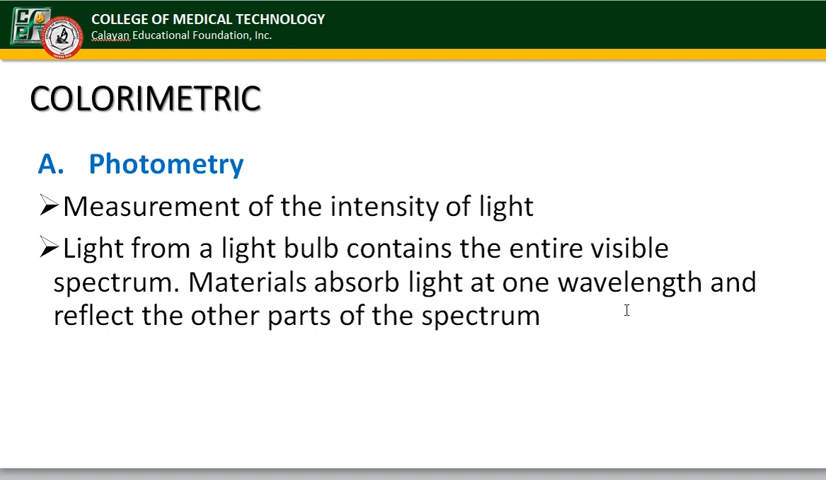 COLLEGE OF MEDICAL TECHNOLOGY
Calayan Educational Foundation, Inc.
COLORIMETRIC
A. Photometry
➢Measurement of the intensity of light
➢Light from a light bulb contains the entire visible
spectrum. Materials absorb light at one wavelength and
reflect the other parts of the spectrum